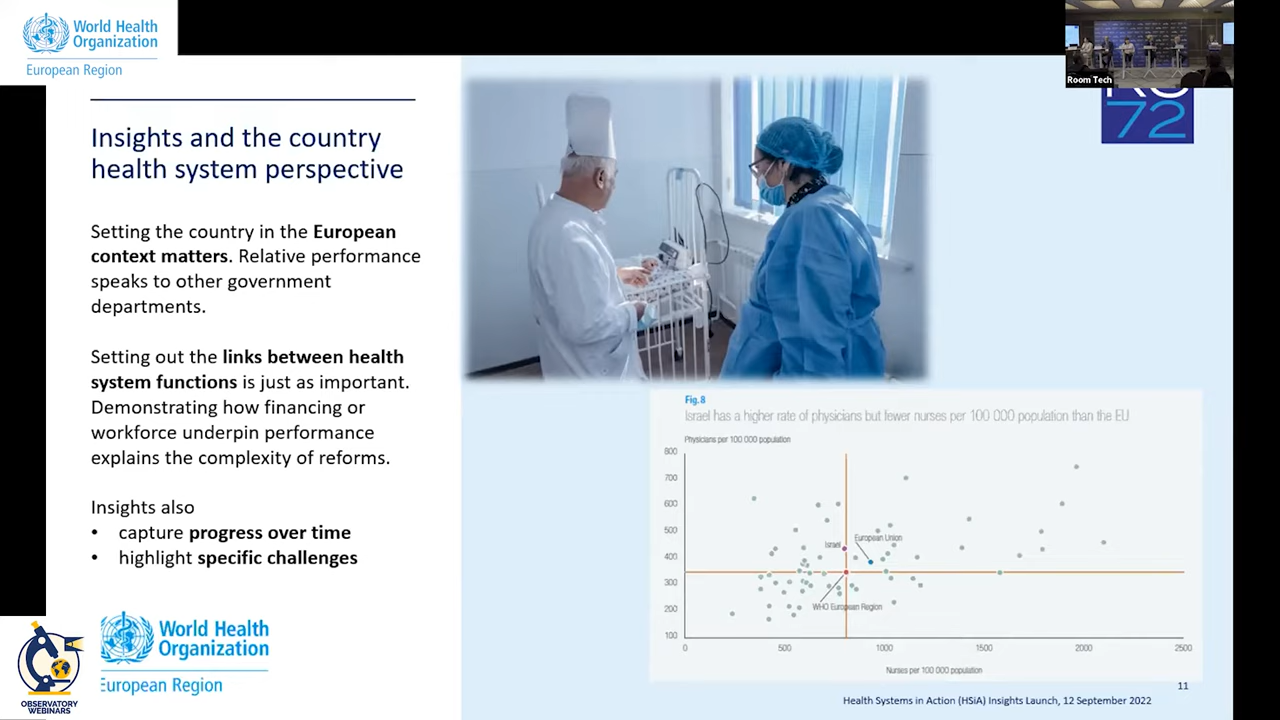 World Health
Organization
European Region
Room Tech
72
Insights and the country
health system perspective
Setting the country in the European
context matters. Relative performance
speaks to other government
departments.
Setting out the links between health
system functions is just as important.
Demonstrating how financing or
workforce underpin performance
explains the complexity of reforms.
Insights also
• capture progress over time
• highlight specific challenges
Fig.8
Israel has a higher rate of physicians but fewer nurses per 100 000 population than the EU
Physicians per 100 000 population
800
700
600
500
400
300
200
100
Israel
European Union
WHO European Region
0 500 1000 1500 2000 2500
Nurses per 100 000 population
World Health
Organization
European Region
OBSERVATORY
WEBINARS
11
Health Systems in Action (HSiA) Insights Launch, 12 September 2022